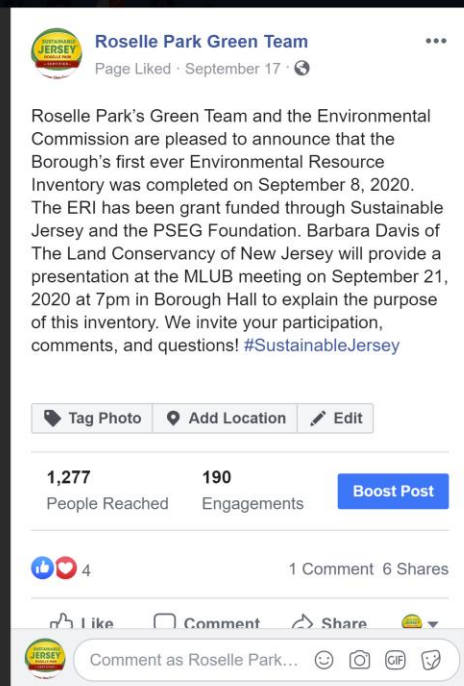 SUSTAINABLE
JERSEY
ROSELLE PARK
CERTIFIED
Roselle Park Green Team
Page Liked · September 17 ·
Roselle Park's Green Team and the Environmental
Commission are pleased to announce that the
Borough's first ever Environmental Resource
Inventory was completed on September 8, 2020.
The ERI has been grant funded through Sustainable
Jersey and the PSEG Foundation. Barbara Davis of
The Land Conservancy of New Jersey will provide a
presentation at the MLUB meeting on September 21,
2020 at 7pm in Borough Hall to explain the purpose
of this inventory. We invite your participation,
comments, and questions! #SustainableJersey
Tag Photo Add Location Edit
1,277 190
People Reached Engagements
Boost Post
4 1 Comment 6 Shares
Like Comment Share
SUSTAINABLE
JERSEY
Comment as Roselle Park... GIF